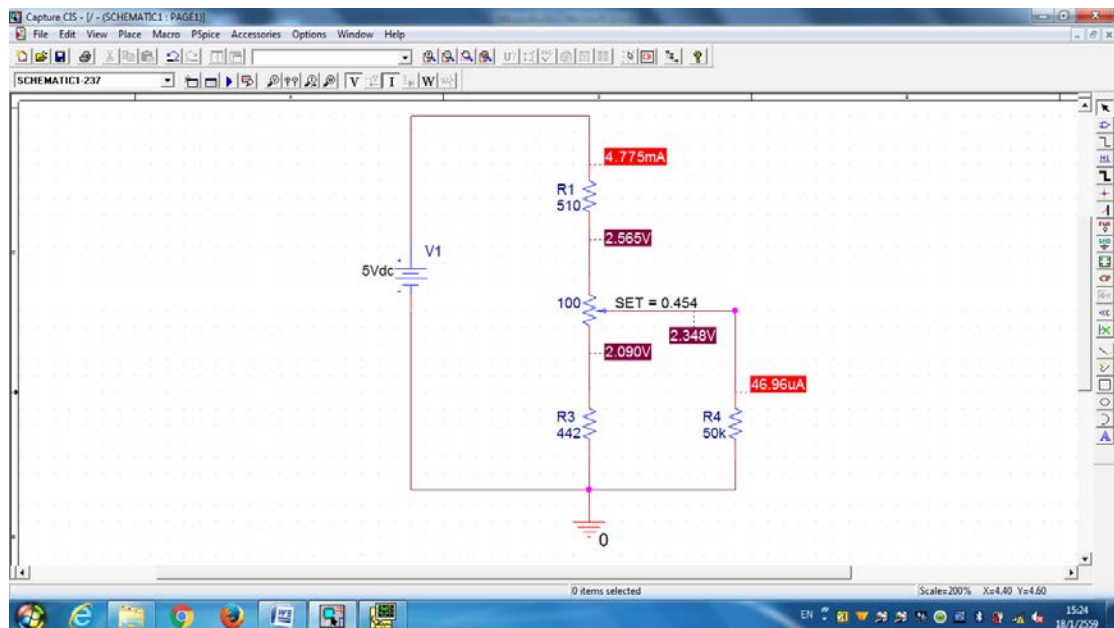 Capture CIS - [/ - (SCHEMATIC1 : PAGE1)]
File Edit View Place Macro PSpice Accessories Options Window Help
SCHEMATIC1-237
V I W
4.775mA
R1
510
2.565V
V1
5Vdc
100
SET = 0.454
2.348V
2.090V
46.96uA
R3
442
R4
50k
0
0 items selected
Scale=200% X=4.40 Y=4.60
EN
15:24
18/1/2559